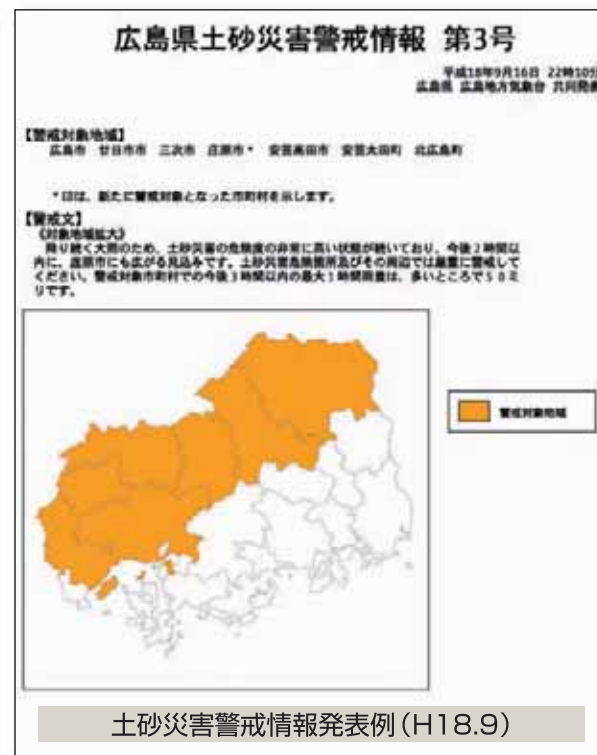 広島県土砂災害警戒情報 第3号
平成18年9月16日 22時10分
広島県 広島地方気象台 共同発表
【警戒対象地域】
広島市 廿日市市 三次市 庄原市* 安芸高田市 安芸太田町 北広島町
*印は、新たに警戒対象となった市町村を示します。
【警戒文】
《対象地域拡大》
降り続く大雨のため、土砂災害の危険度の非常に高い状態が続いており、今後2時間以
内に、庄原市にも広がる見込みです。土砂災害危険箇所及びその周辺では厳重に警戒して
ください。警戒対象市町村での今後3時間以内の最大1時間雨量は、多いところで50ミ
リです。
警戒対象地域
土砂災害警戒情報発表例(H18.9)